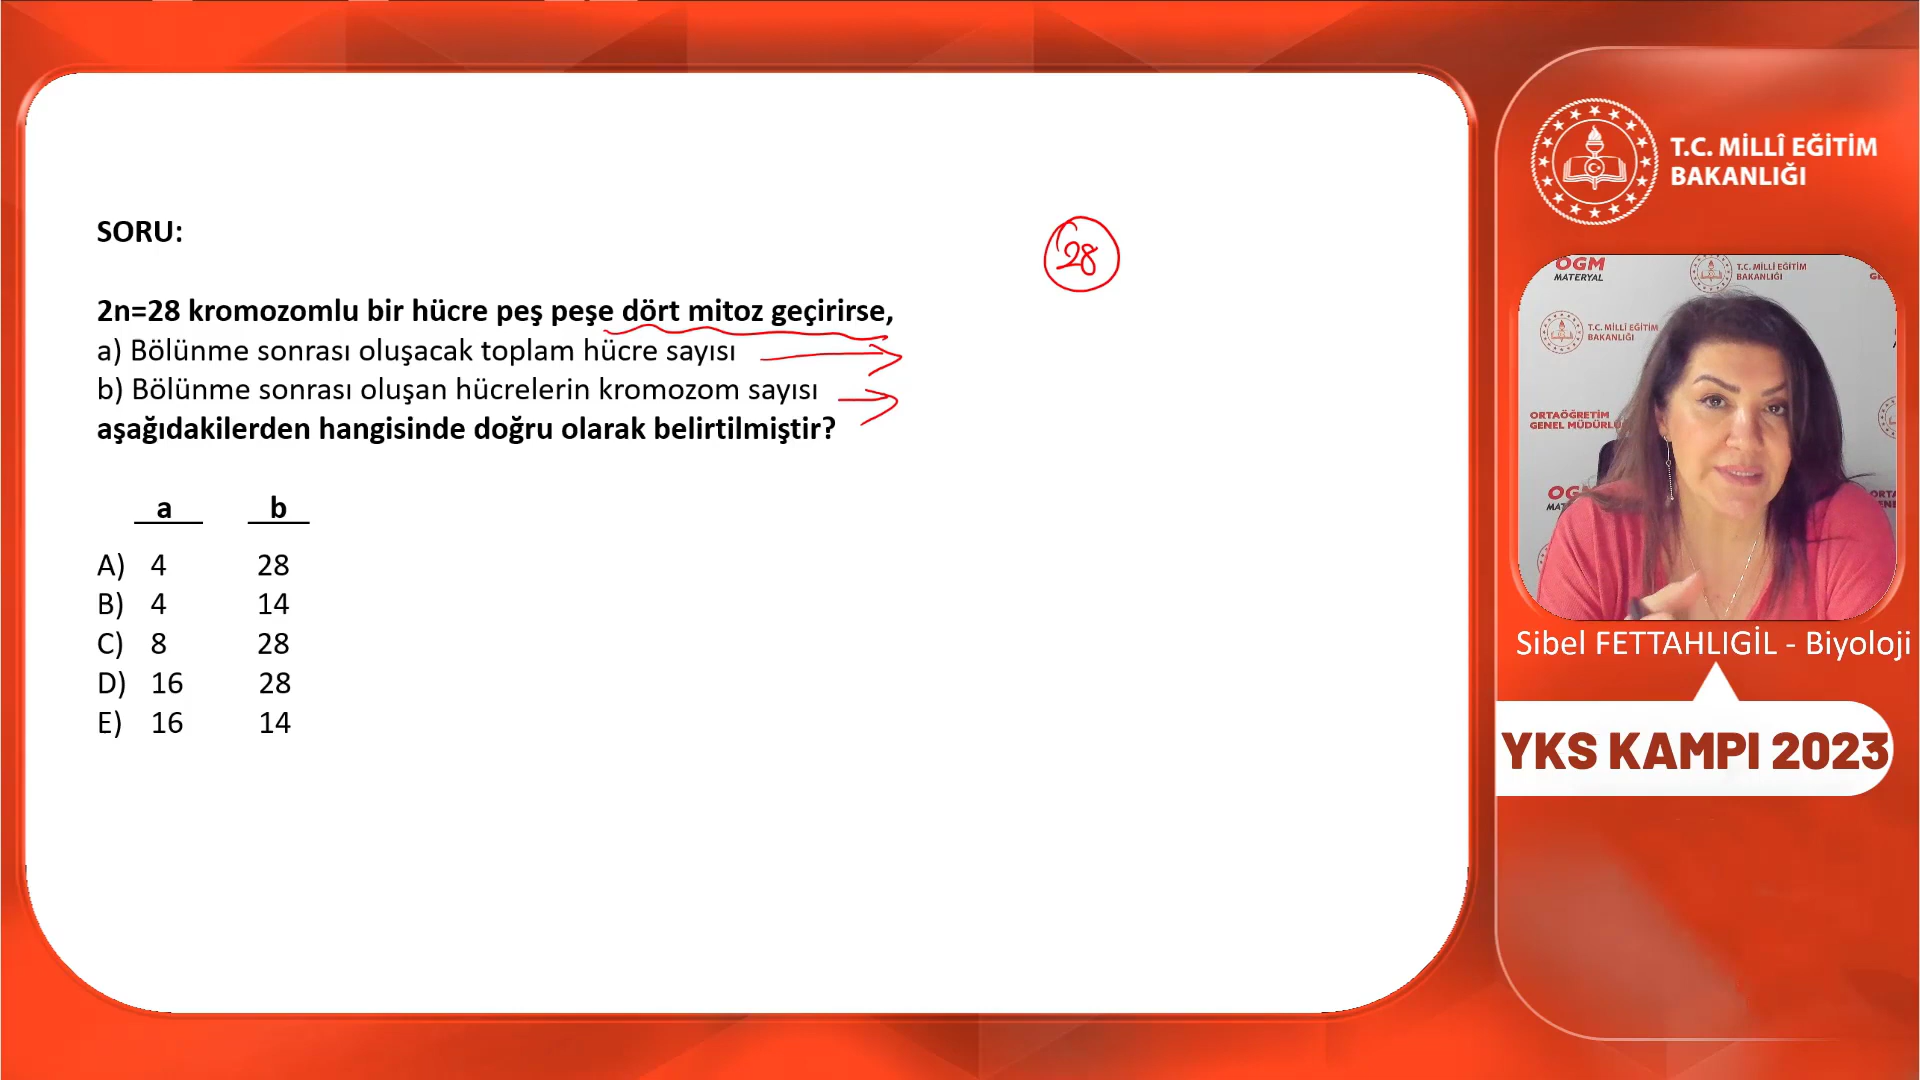 SORU:
28
2n=28 kromozomlu bir hücre peş peşe dört mitoz geçirirse,
a) Bölünme sonrası oluşacak toplam hücre sayısı
b) Bölünme sonrası oluşan hücrelerin kromozom sayısı
aşağıdakilerden hangisinde doğru olarak belirtilmiştir?
a b
A) 4 28
B) 4 14
C) 8 28
D) 16 28
E) 16 14
T.C. MİLLÎ EĞİTİM
BAKANLIĞI
OGM
MATERYAL
T.C. MİLLÎ EĞİTİM
BAKANLIĞI
T.C. MİLLÎ EĞİTİM
BAKANLIĞI
ORTAÖĞRETİM
GENEL MÜDÜRLÜ
Sibel FETTAHLIGİL - Biyoloji
YKS KAMPI 2023